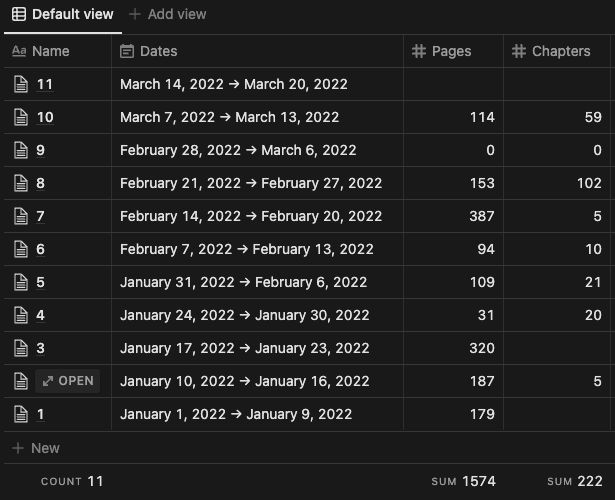 Default view + Add view
Aa Name Dates # Pages # Chapters
11 March 14, 2022 → March 20, 2022
10 March 7, 2022 → March 13, 2022 114 59
9 February 28, 2022 → March 6, 2022 0 0
8 February 21, 2022 → February 27, 2022 153 102
7 February 14, 2022 → February 20, 2022 387 5
6 February 7, 2022 → February 13, 2022 94 10
5 January 31, 2022 → February 6, 2022 109 21
4 January 24, 2022 → January 30, 2022 31 20
3 January 17, 2022 → January 23, 2022 320
OPEN January 10, 2022 → January 16, 2022 187 5
1 January 1, 2022 → January 9, 2022 179
+ New
COUNT 11 SUM 1574 SUM 222